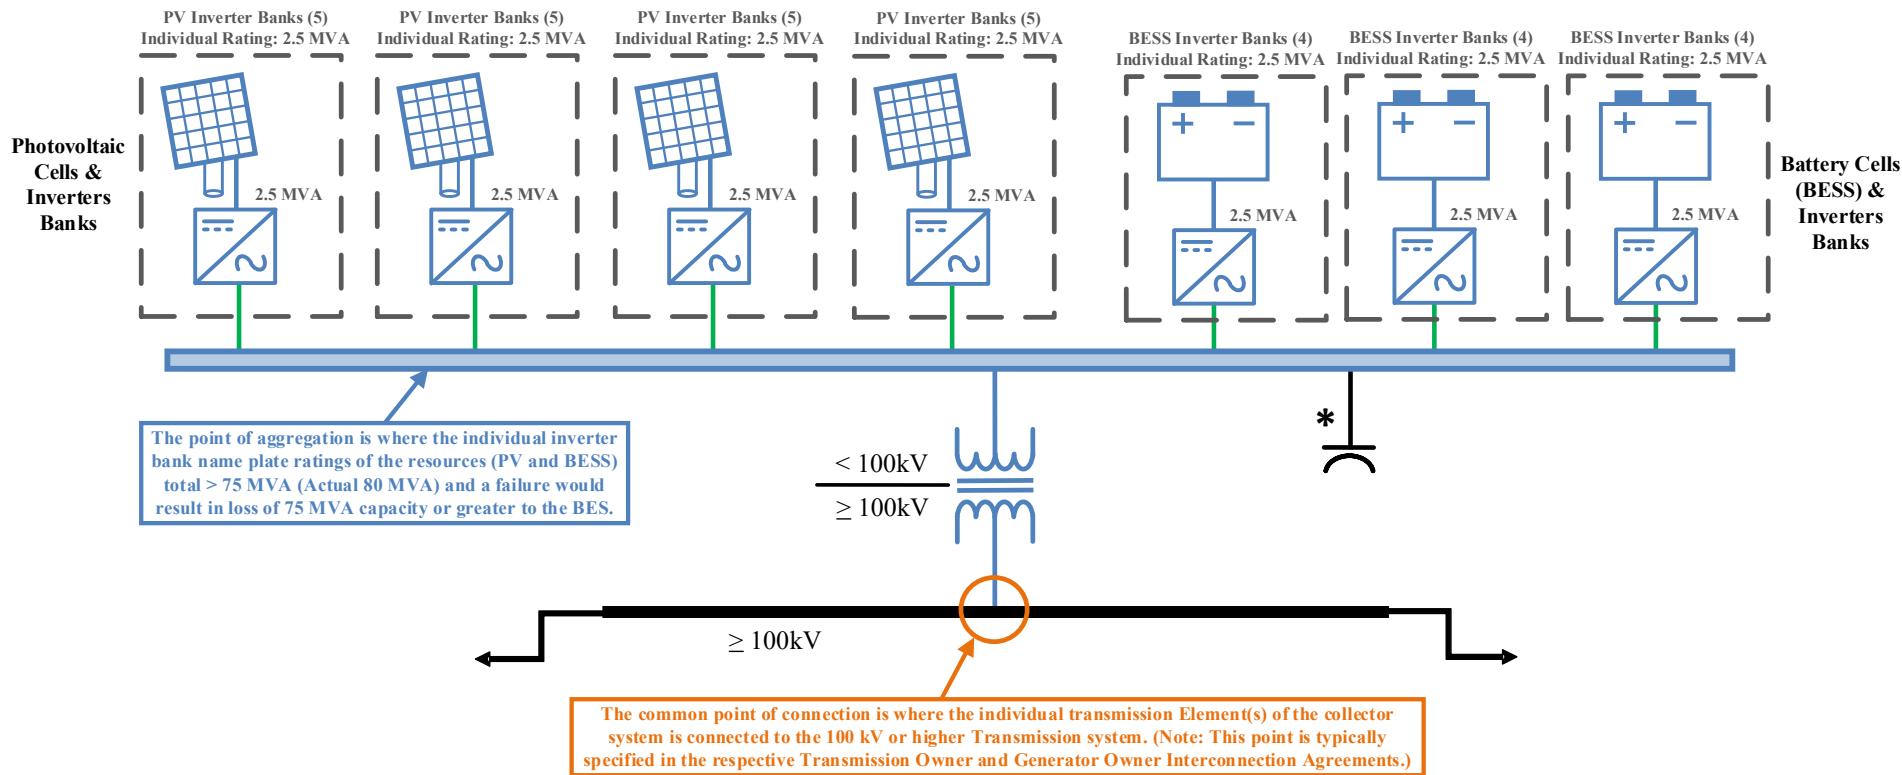 PV Inverter Banks (5)
Individual Rating: 2.5 MVA
PV Inverter Banks (5)
Individual Rating: 2.5 MVA
PV Inverter Banks (5)
Individual Rating: 2.5 MVA
PV Inverter Banks (5)
Individual Rating: 2.5 MVA
BESS Inverter Banks (4)
Individual Rating: 2.5 MVA
BESS Inverter Banks (4)
Individual Rating: 2.5 MVA
BESS Inverter Banks (4)
Individual Rating: 2.5 MVA
Photovoltaic
Cells &
Inverters
Banks
2.5 MVA
2.5 MVA
2.5 MVA
2.5 MVA
2.5 MVA
2.5 MVA
2.5 MVA
Battery Cells
(BESS) &
Inverters
Banks
The point of aggregation is where the individual inverter
bank name plate ratings of the resources (PV and BESS)
total > 75 MVA (Actual 80 MVA) and a failure would
result in loss of 75 MVA capacity or greater to the BES.
< 100kV
≥ 100kV
*
≥ 100kV
The common point of connection is where the individual transmission Element(s) of the collector
system is connected to the 100 kV or higher Transmission system. (Note: This point is typically
specified in the respective Transmission Owner and Generator Owner Interconnection Agreements.)